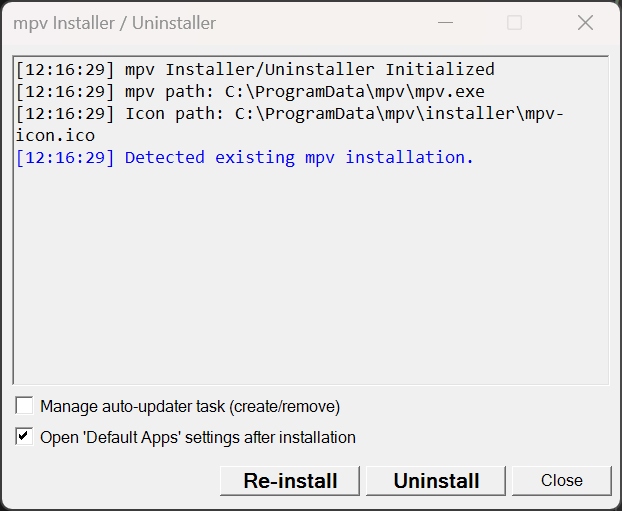 mpv Installer / Uninstaller
[12:16:29] mpv Installer/Uninstaller Initialized
[12:16:29] mpv path: C:\ProgramData\mpv\mpv.exe
[12:16:29] Icon path: C:\ProgramData\mpv\installer\mpv-
icon.ico
[12:16:29] Detected existing mpv installation.
Manage auto-updater task (create/remove)
Open 'Default Apps' settings after installation
Re-install
Uninstall
Close